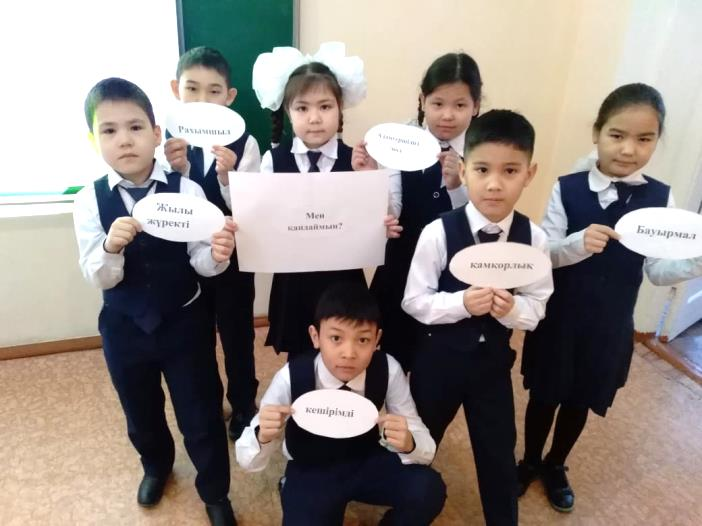 Рахымшыл
Жылы
жүректі
Мен
қандаймын?
қамқорлық
Бауырмал
кешірімді